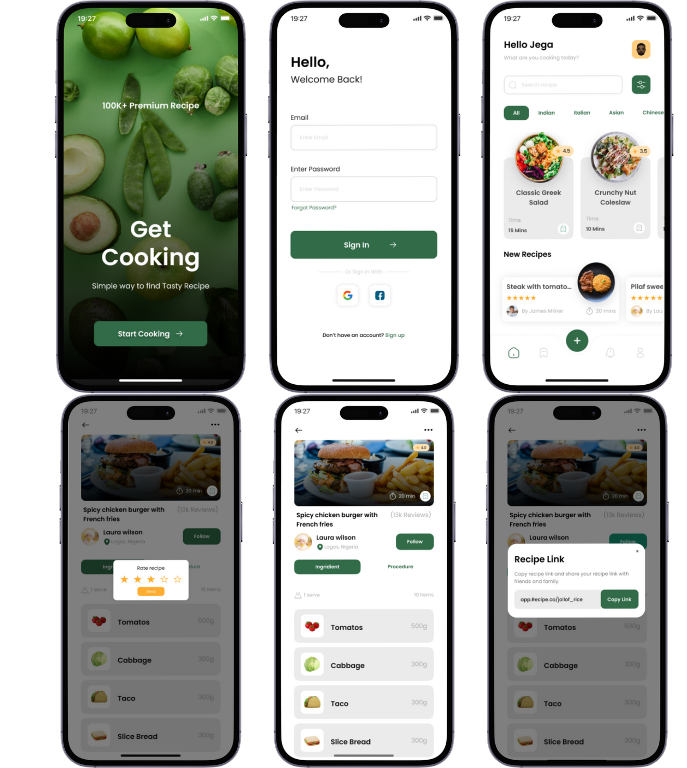 19:27
100K+ Premium Recipe
Get
Cooking
Simple way to find Tasty Recipe
Start Cooking
19:27
Hello,
Welcome Back!
Email
Enter Email
Enter Password
Enter Password
Forgot Password?
Sign In
Or Sign in With
Don't have an account? Sign up
19:27
Hello Jega
What are you cooking today?
Search recipe
All Indian Italian Asian Chinese
4.5
Classic Greek
Salad
Time
15 Mins
3.5
Crunchy Nut
Coleslaw
Time
10 Mins
New Recipes
Steak with tomato...
By James Milner
20 mins
Pilaf swee
By Lau
19:27
4.0
20 min
Spicy chicken burger with
French fries
(13k Reviews)
Laura wilson
Lagos, Nigeria
Follow
Rate recipe
1 serve
10 Items
Tomatos 500g
Cabbage 300g
Taco 300g
Slice Bread 300g
19:27
4.0
20 min
Spicy chicken burger with
French fries
(13k Reviews)
Laura wilson
Lagos, Nigeria
Follow
Ingridient
Procedure
1 serve
10 Items
Tomatos 500g
Cabbage 300g
Taco 300g
Slice Bread 300g
19:27
4.0
20 min
Spicy chicken burger with
French fries
(13k Reviews)
Follow
Recipe Link
Copy recipe link and share your recipe link with
friends and family.
app.Recipe.co/jollof_rice
Copy Link
1 serve
10 Items
Tomatos 500g
Cabbage 300g
Taco 300g
Slice Bread 300g